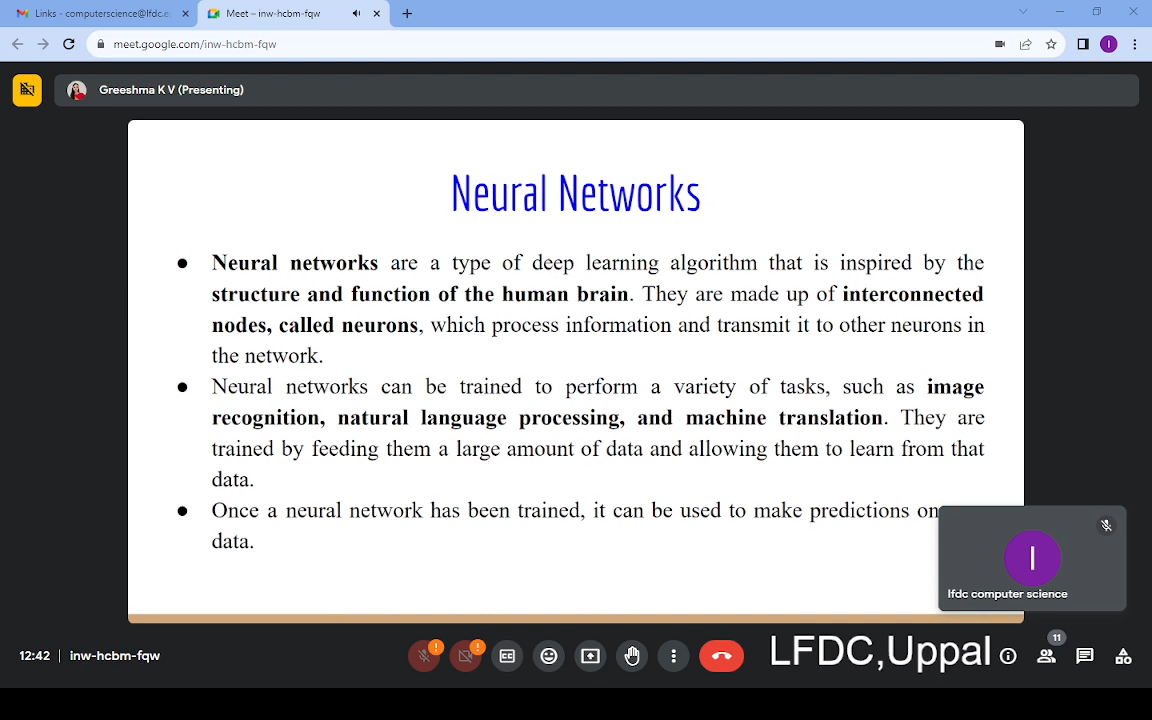 Links - computerscience@lfdc.e
Meet – inw-hcbm-fqw
meet.google.com/inw-hcbm-fqw
I
Greeshma K V (Presenting)
Neural Networks
● Neural networks are a type of deep learning algorithm that is inspired by the
structure and function of the human brain. They are made up of interconnected
nodes, called neurons, which process information and transmit it to other neurons in
the network.
● Neural networks can be trained to perform a variety of tasks, such as image
recognition, natural language processing, and machine translation. They are
trained by feeding them a large amount of data and allowing them to learn from that
data.
● Once a neural network has been trained, it can be used to make predictions on
data.
I
lfdc computer science
12:42 | inw-hcbm-fqw
LFDC,Uppal
11